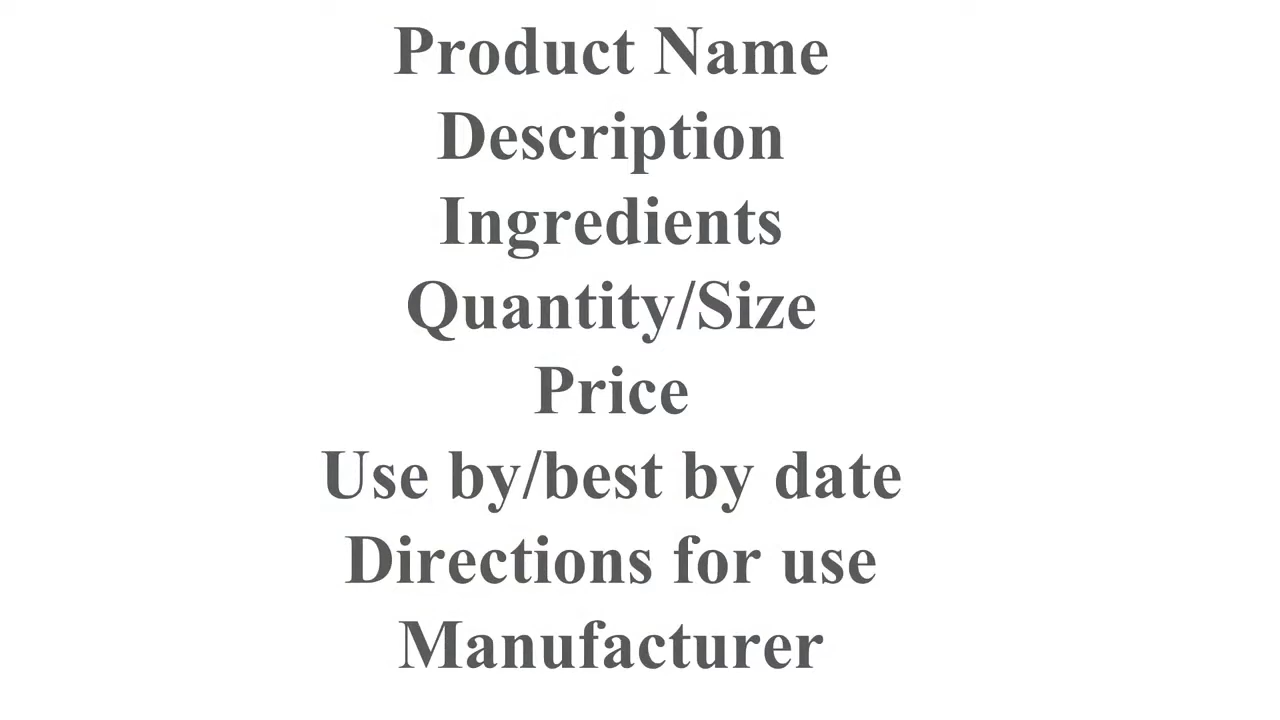 Product Name
Description
Ingredients
Quantity/Size
Price
Use by/best by date
Directions for use
Manufacturer